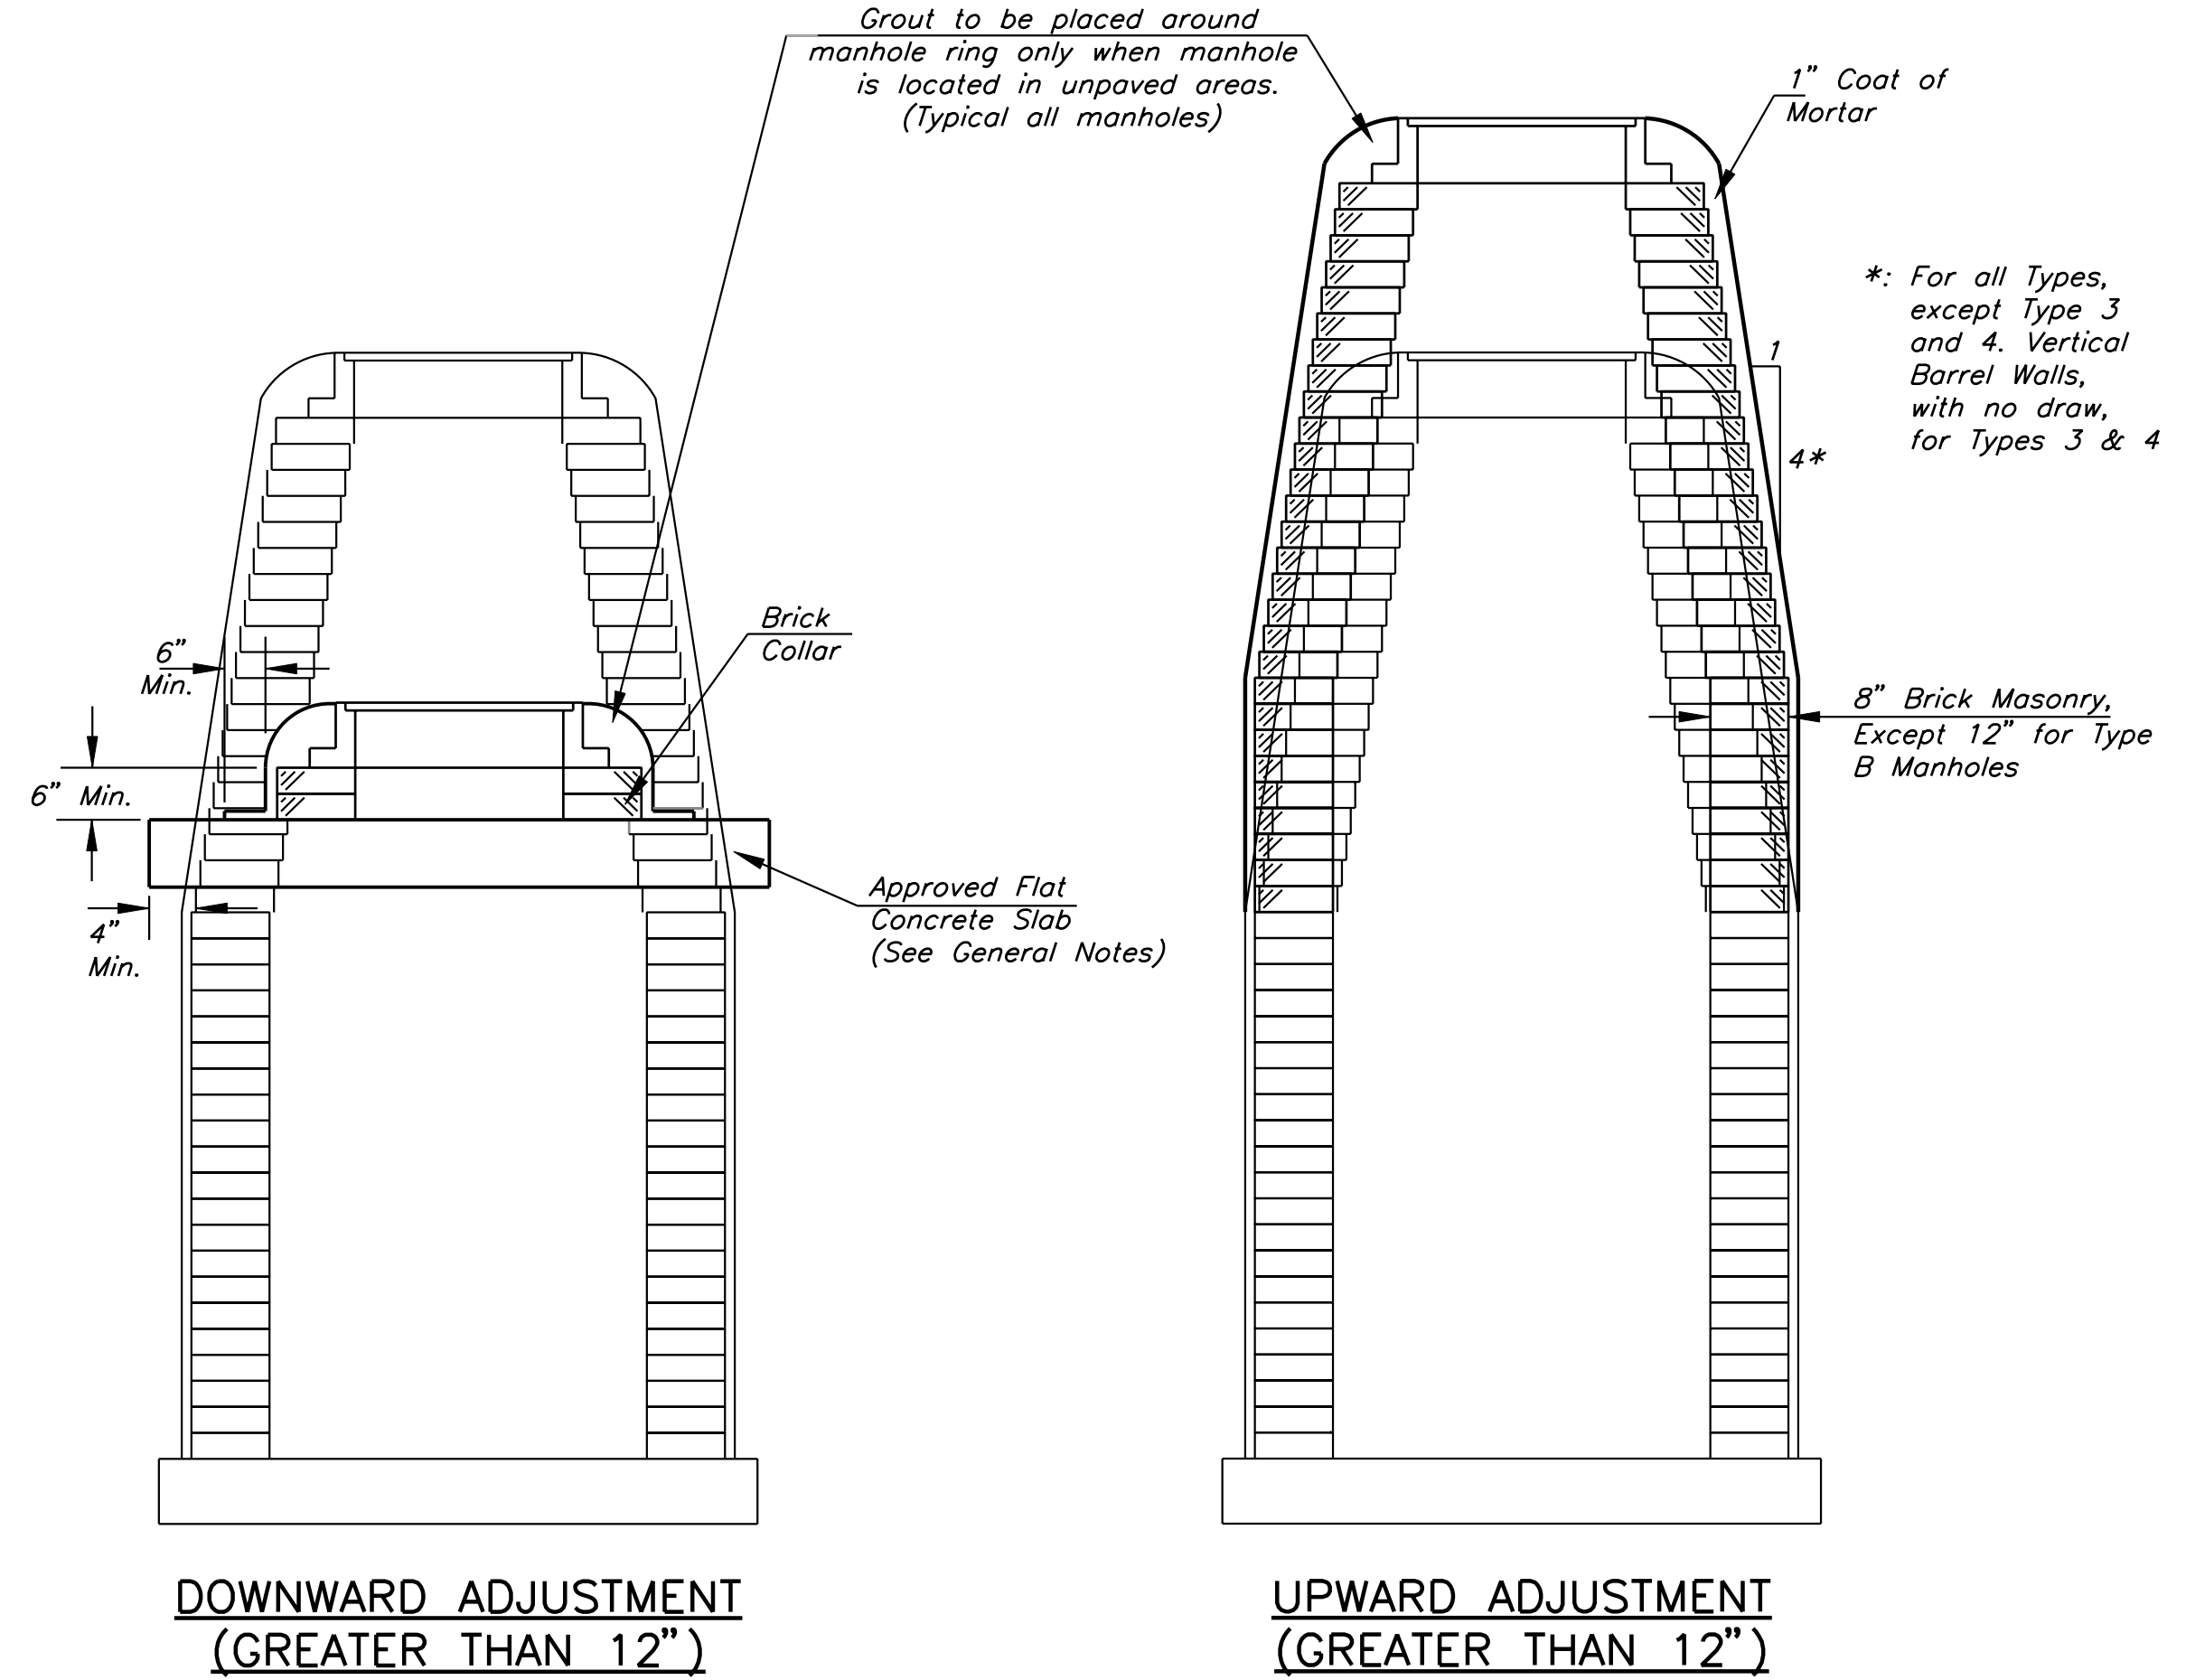 Grout to be placed around
manhole ring only when manhole
is located in unpaved areas.
(Typical all manholes)
1" Coat of
Mortar
*: For all Types,
except Type 3
and 4. Vertical
Barrel Walls,
with no draw,
for Types 3 & 4
1
4*
Brick
Collar
6"
Min.
6" Min.
8" Brick Masonry,
Except 12" for Type
B Manholes
Approved Flat
Concrete Slab
(See General Notes)
4"
Min.
DOWNWARD ADJUSTMENT
(GREATER THAN 12")
UPWARD ADJUSTMENT
(GREATER THAN 12")